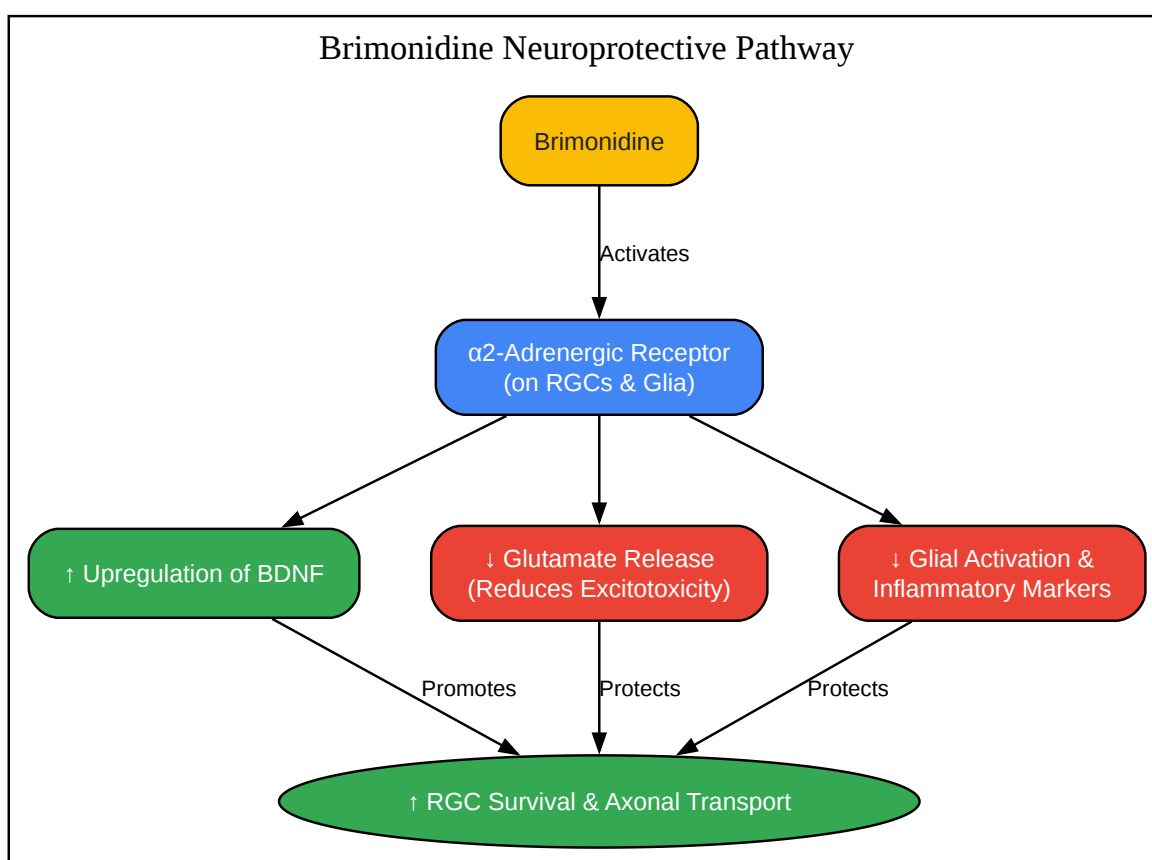 Brimonidine Neuroprotective Pathway
Brimonidine
Activates
α2-Adrenergic Receptor
(on RGCs & Glia)
↑ Upregulation of BDNF
↓ Glutamate Release
(Reduces Excitotoxicity)
↓ Glial Activation &
Inflammatory Markers
Promotes
Protects
Protects
↑ RGC Survival & Axonal Transport